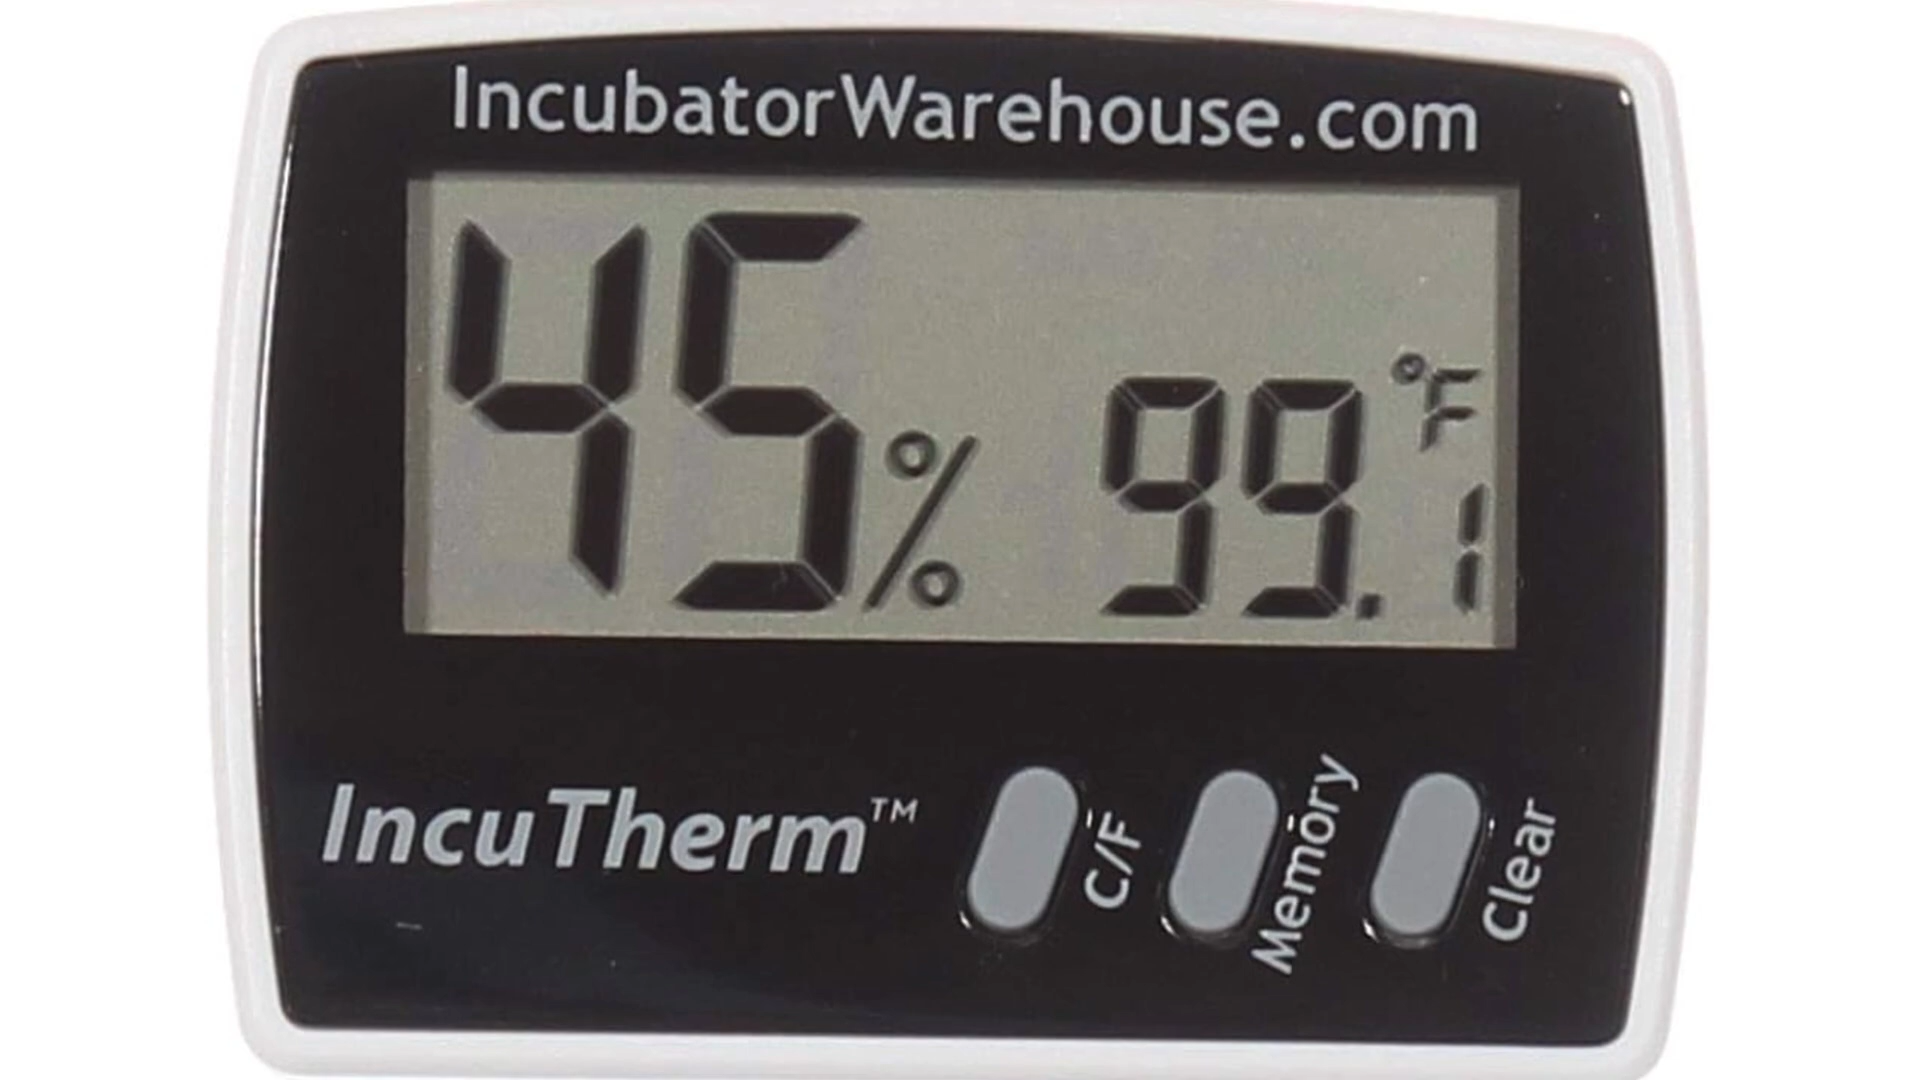 IncubatorWarehouse.com
45% 99.1 °F
IncuTherm™
C/F
Memory
Clear